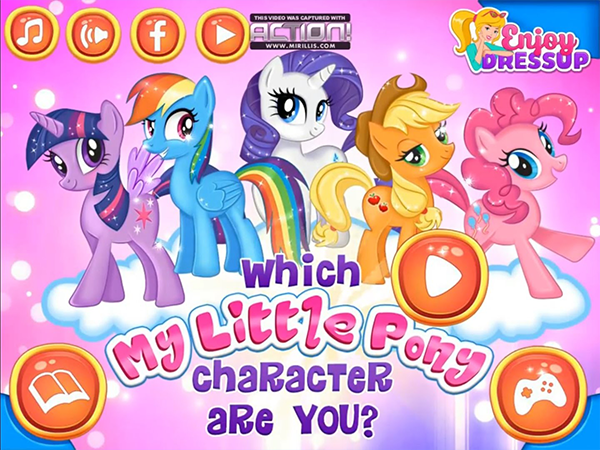 THIS VIDEO WAS CAPTURED WITH
ACTION!
WWW.MIRILLIS.COM
Enjoy
DRESSUP
Which
My Little Pony
CHARACTER
ARE YOU?